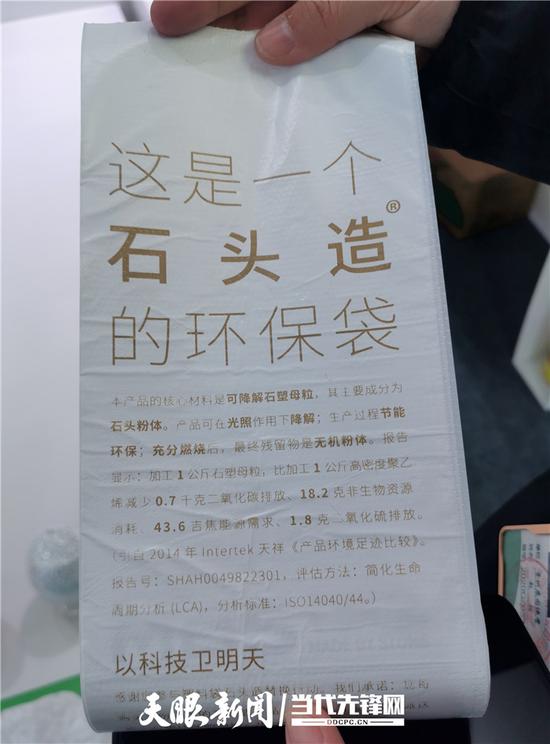 这是一个
石头造®
的环保袋
本产品的核心材料是可降解石塑母粒，其主要成分为
石头粉体。产品可在光照作用下降解；生产过程节能
环保；充分燃烧后，最终残留物是无机粉体。报告
显示：加工1公斤石塑母粒，比加工1公斤高密度聚乙
烯减少0.7千克二氧化碳排放、18.2克非生物资源
消耗、43.6吉焦能源需求、1.8克二氧化硫排放。
（引自2014年Intertek天祥《产品环境足迹比较》。
报告号：SHAH0049822301，评估方法：简化生命
周期分析(LCA)，分析标准：ISO14040/44。）
以科技卫明天
天眼新闻 当代先锋网
DDCPC.CN